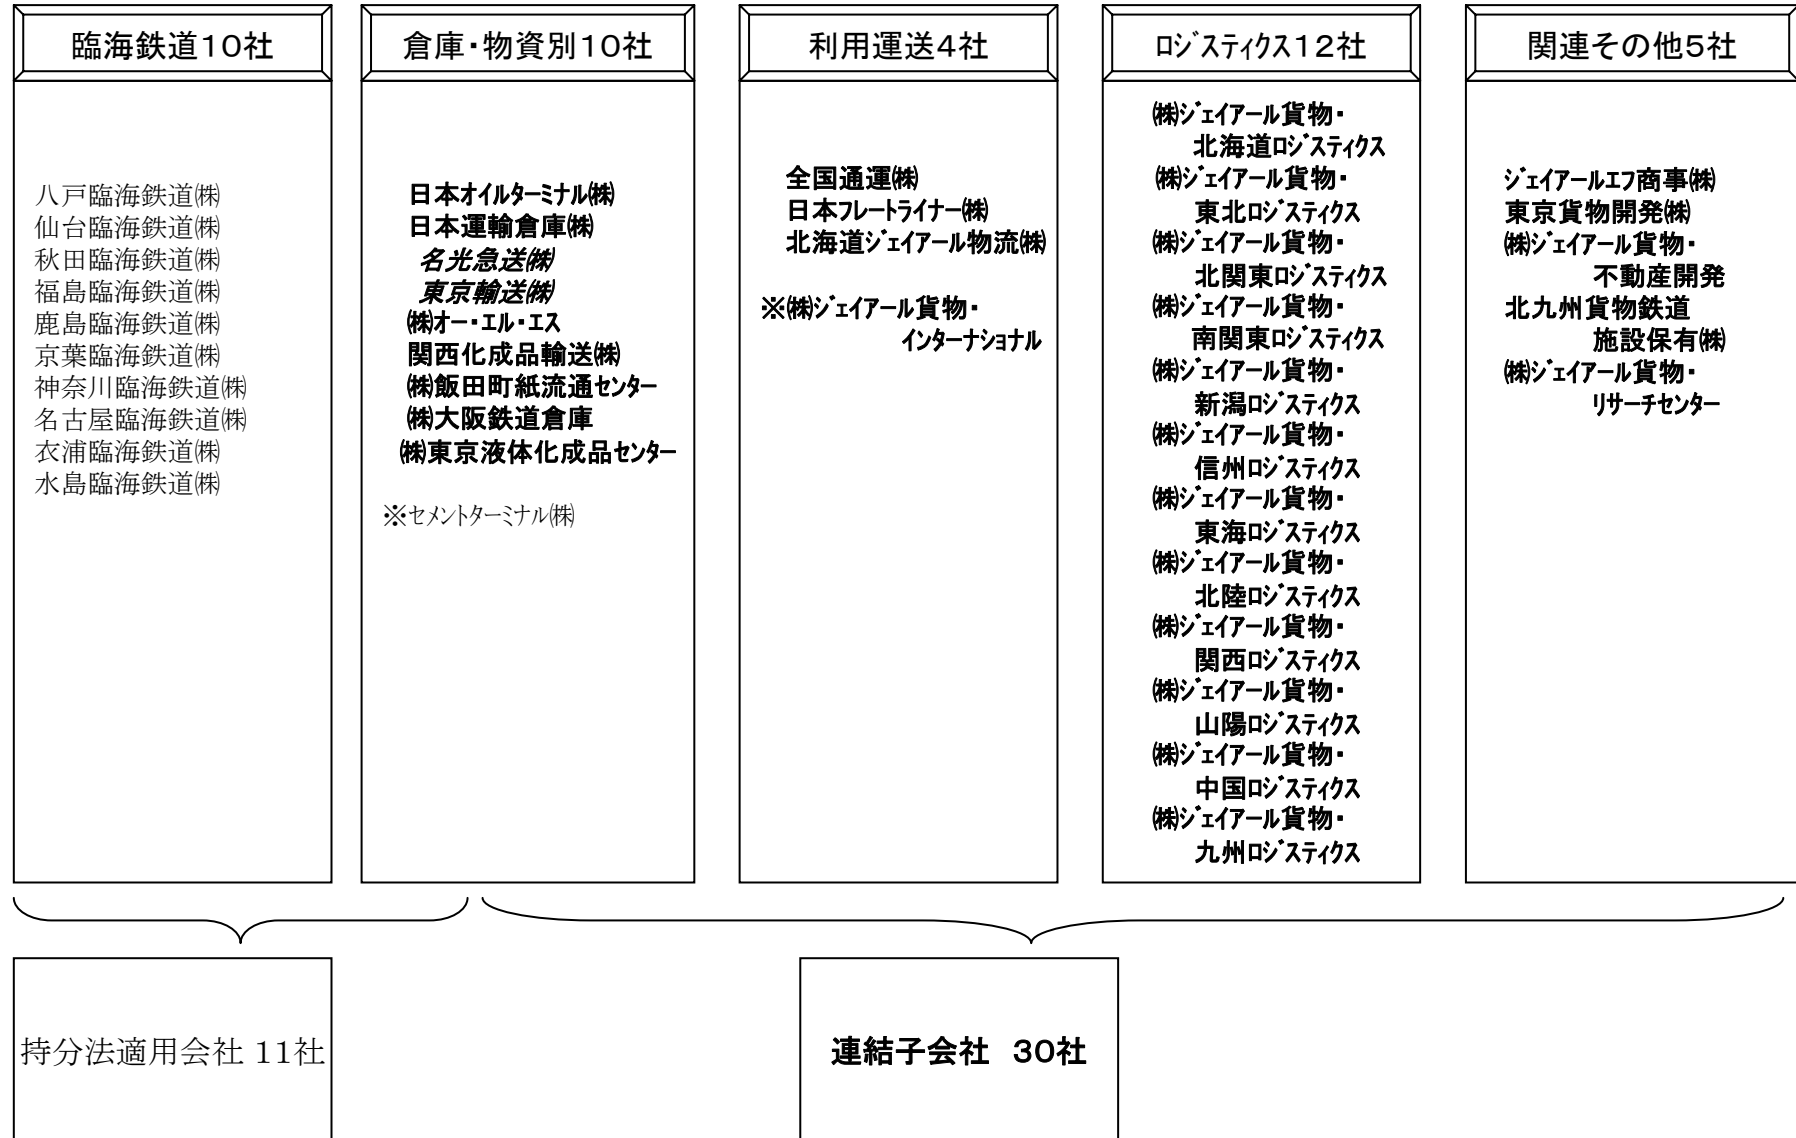 臨海鉄道10社
八戸臨海鉄道㈱
仙台臨海鉄道㈱
秋田臨海鉄道㈱
福島臨海鉄道㈱
鹿島臨海鉄道㈱
京葉臨海鉄道㈱
神奈川臨海鉄道㈱
名古屋臨海鉄道㈱
衣浦臨海鉄道㈱
水島臨海鉄道㈱
倉庫・物資別10社
日本オイルターミナル㈱
日本運輸倉庫㈱
名光急送㈱
東京輸送㈱
㈱オー・エル・エス
関西化成品輸送㈱
㈱飯田町紙流通センター
㈱大阪鉄道倉庫
㈱東京液体化成品センター
※セメントターミナル㈱
利用運送4社
全国通運㈱
日本フレートライナー㈱
北海道ジェイアール物流㈱
※㈱ジェイアール貨物・
インターナショナル
ロジスティクス12社
㈱ジェイアール貨物・
北海道ロジスティクス
㈱ジェイアール貨物・
東北ロジスティクス
㈱ジェイアール貨物・
北関東ロジスティクス
㈱ジェイアール貨物・
南関東ロジスティクス
㈱ジェイアール貨物・
新潟ロジスティクス
㈱ジェイアール貨物・
信州ロジスティクス
㈱ジェイアール貨物・
東海ロジスティクス
㈱ジェイアール貨物・
北陸ロジスティクス
㈱ジェイアール貨物・
関西ロジスティクス
㈱ジェイアール貨物・
山陽ロジスティクス
㈱ジェイアール貨物・
中国ロジスティクス
㈱ジェイアール貨物・
九州ロジスティクス
関連その他5社
ジェイアールエフ商事㈱
東京貨物開発㈱
㈱ジェイアール貨物・
不動産開発
北九州貨物鉄道
施設保有㈱
㈱ジェイアール貨物・
リサーチセンター
持分法適用会社 11社
連結子会社 30社